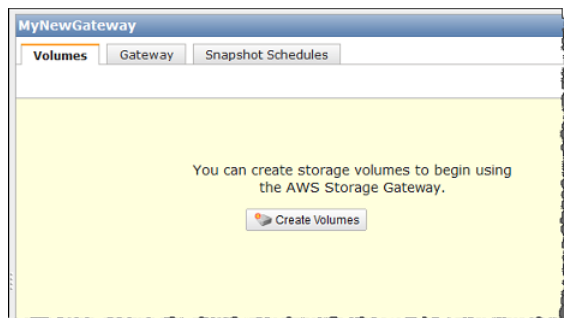 MyNewGateway
Volumes Gateway Snapshot Schedules
You can create storage volumes to begin using
the AWS Storage Gateway.
Create Volumes